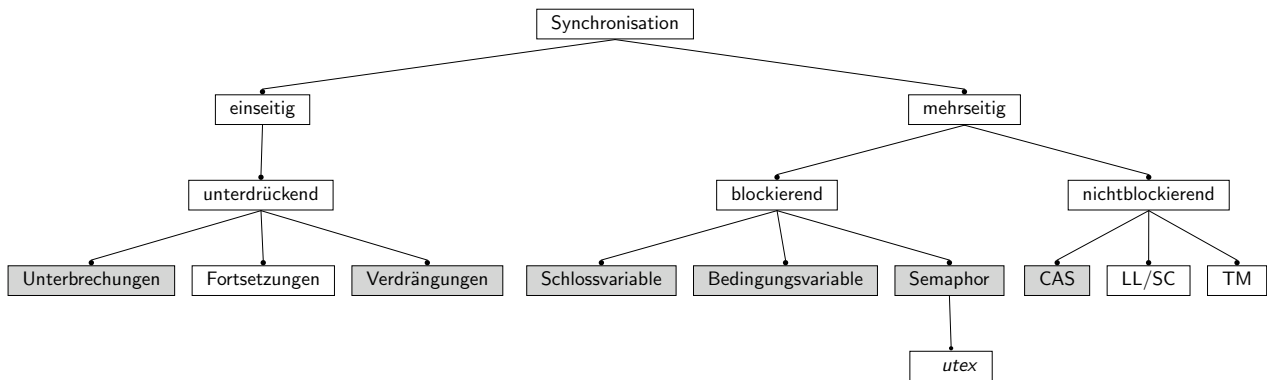 Synchronisation
einseitig
mehrseitig
unterdrückend
blockierend
nichtblockierend
Unterbrechungen
Fortsetzungen
Verdrängungen
Schlossvariable
Bedingungsvariable
Semaphor
CAS
LL/SC
TM
utex